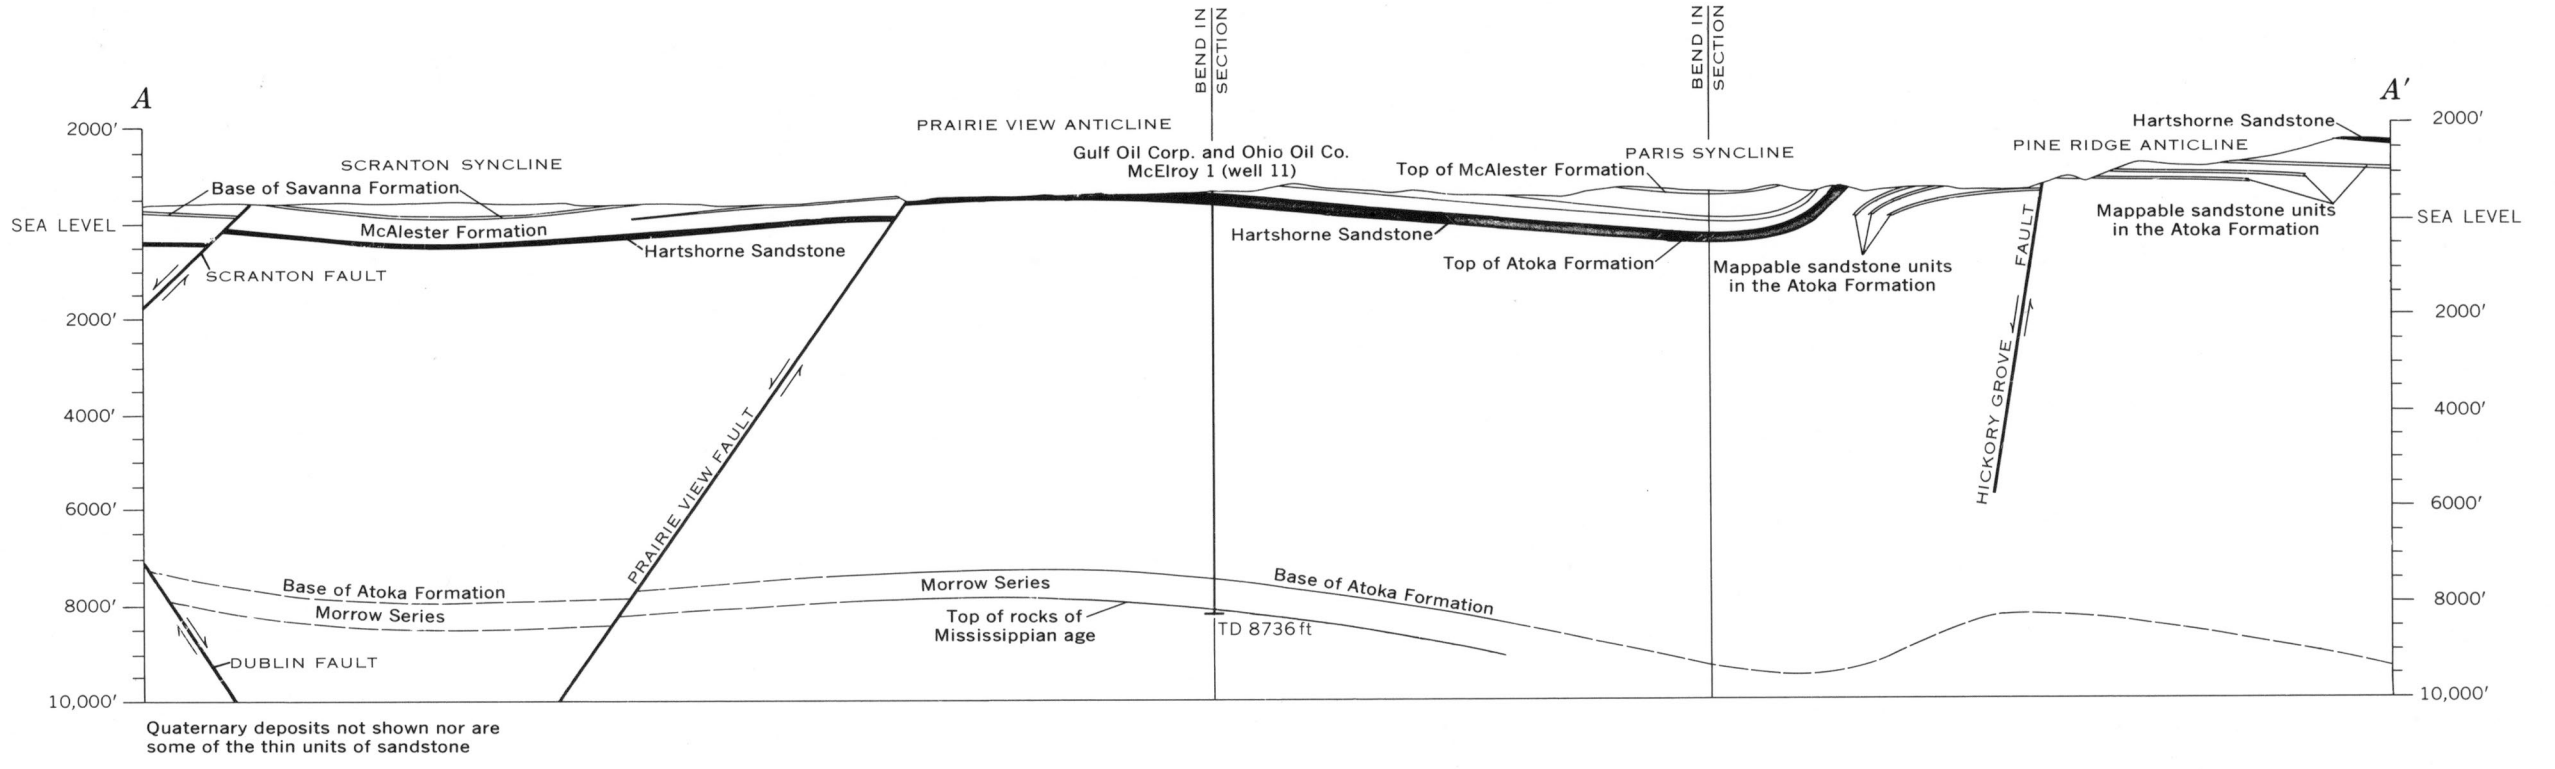 BEND IN
SECTION
BEND IN
SECTION
A
A′
2000′
2000′
PRAIRIE VIEW ANTICLINE
Hartshorne Sandstone
PINE RIDGE ANTICLINE
SCRANTON SYNCLINE
Gulf Oil Corp. and Ohio Oil Co.
McElroy 1 (well 11)
PARIS SYNCLINE
Top of McAlester Formation
Base of Savanna Formation
SEA LEVEL
McAlester Formation
Hartshorne Sandstone
SCRANTON FAULT
Hartshorne Sandstone
Top of Atoka Formation
Mappable sandstone units
in the Atoka Formation
Mappable sandstone units
in the Atoka Formation
SEA LEVEL
HICKORY GROVE FAULT
PRAIRIE VIEW FAULT
2000′
2000′
4000′
4000′
6000′
6000′
Base of Atoka Formation
Morrow Series
Morrow Series
Top of rocks of
Mississippian age
Base of Atoka Formation
8000′
8000′
TD 8736 ft
DUBLIN FAULT
10,000′
10,000′
Quaternary deposits not shown nor are
some of the thin units of sandstone